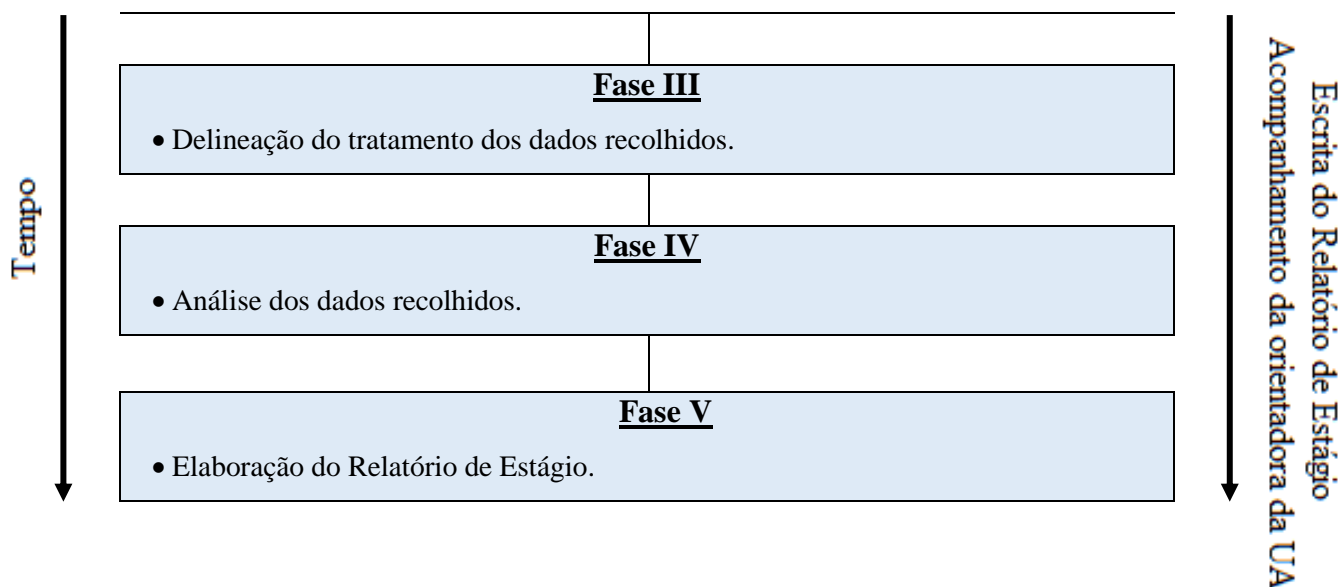 Fase III
• Delineação do tratamento dos dados recolhidos.
Fase IV
• Análise dos dados recolhidos.
Fase V
• Elaboração do Relatório de Estágio.
Tempo
Escrita do Relatório de Estágio
Acompanhamento da orientadora da UA